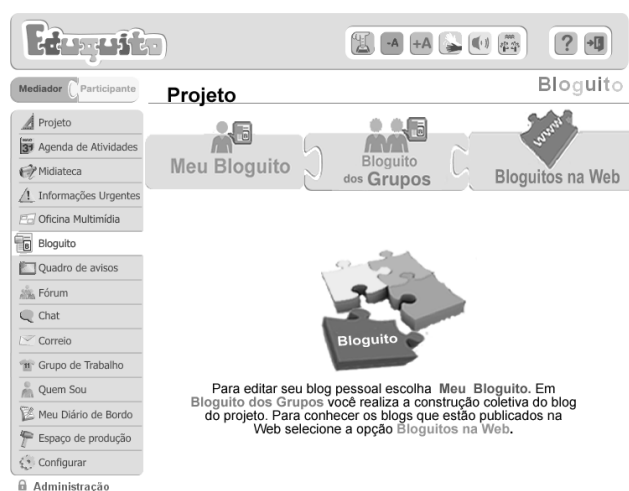 Eduquito
-A
+A
?
Mediador
Participante
Projeto
Bloguito
Projeto
Agenda de Atividades
Midiateca
Informações Urgentes
Oficina Multimídia
Bloguito
Quadro de avisos
Fórum
Chat
Correio
Grupo de Trabalho
Quem Sou
Meu Diário de Bordo
Espaço de produção
Configurar
Administração
Meu Bloguito
Bloguito
dos Grupos
WWW
Bloguitos na Web
Bloguito
Para editar seu blog pessoal escolha Meu Bloguito. Em
Bloguito dos Grupos você realiza a construção coletiva do blog
do projeto. Para conhecer os blogs que estão publicados na
Web selecione a opção Bloguitos na Web.